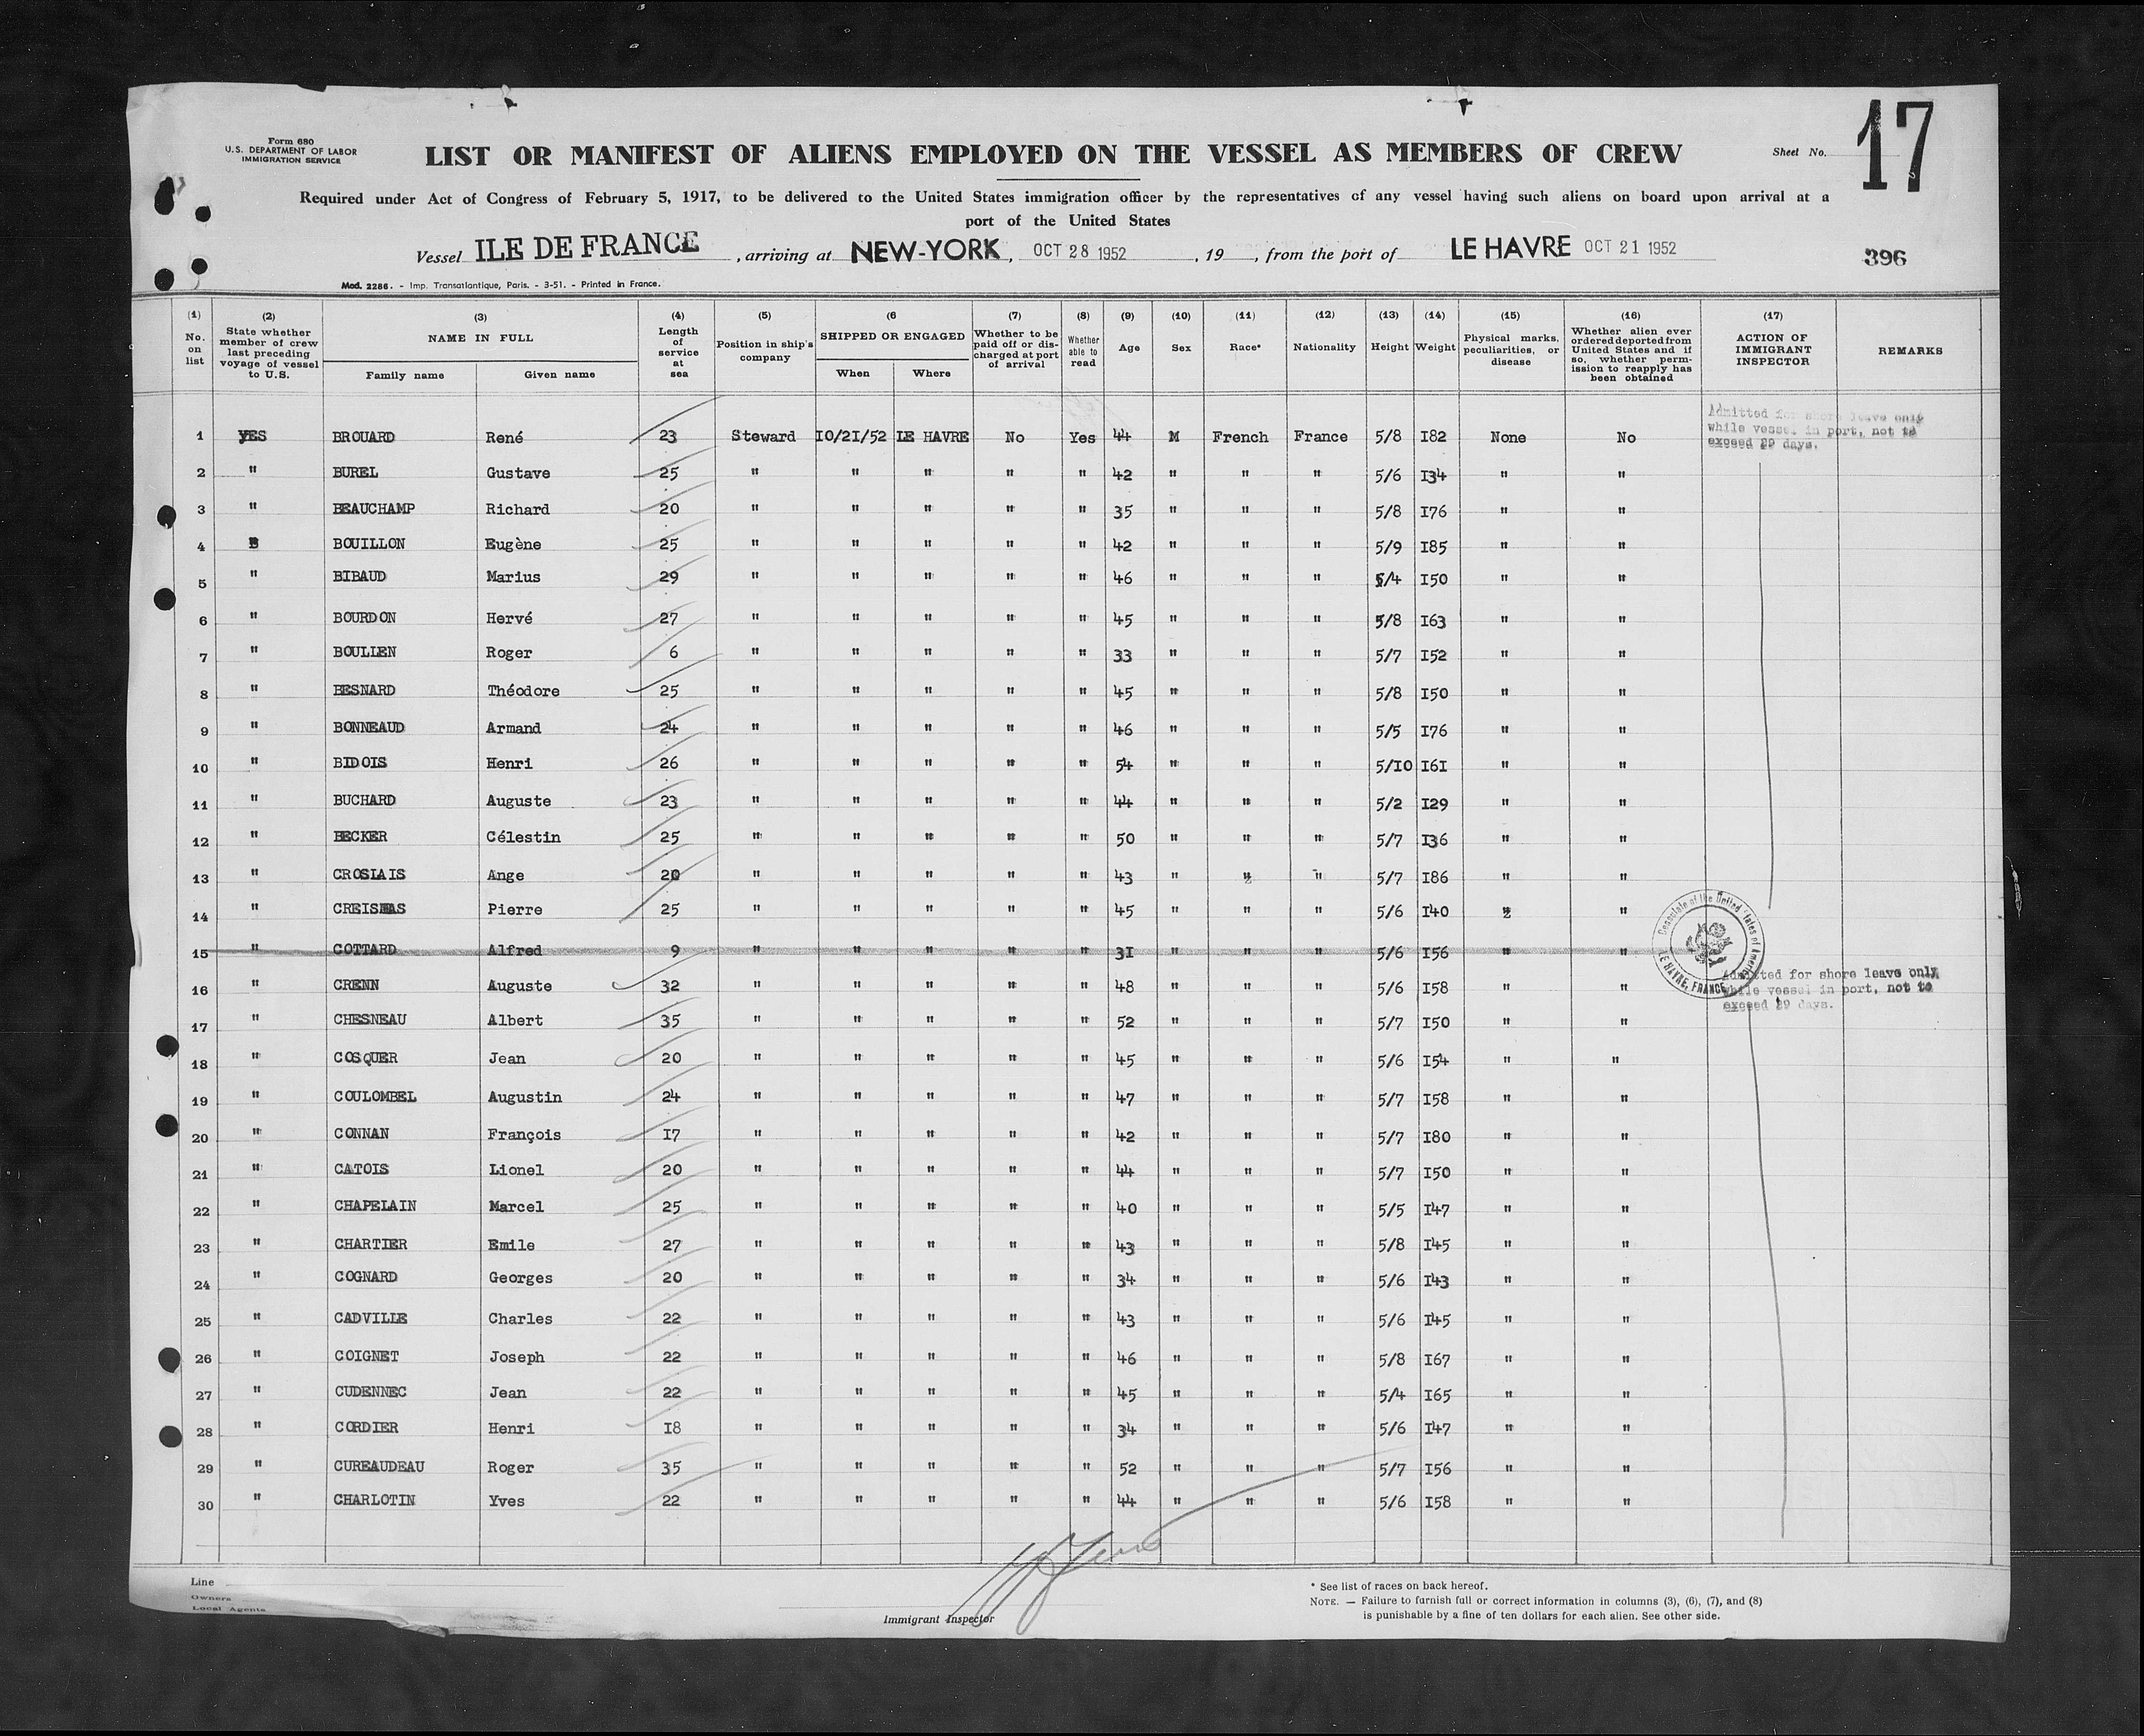 Form 680
U.S. DEPARTMENT OF LABOR
IMMIGRATION SERVICE
LIST OR MANIFEST OF ALIENS EMPLOYED ON THE VESSEL AS MEMBERS OF CREW
Sheet No. 17
Required under Act of Congress of February 5, 1917, to be delivered to the United States immigration officer by the representatives of any vessel having such aliens on board upon arrival at a
port of the United States
Vessel ILE DE FRANCE, arriving at NEW-YORK, OCT 28 1952, 19, from the port of LE HAVRE OCT 21 1952
396
Mod. 2286. - Imp. Transatlantique, Paris. - 3-51. - Printed in France.
(1) No. on list (2) State whether member of crew last preceding voyage of vessel to U.S. (3) NAME IN FULL Family name Given name (4) Length of service at sea (5) Position in ship's company (6 SHIPPED OR ENGAGED When Where (7) Whether to be paid off or discharged at port of arrival (8) Whether able to read (9) Age (10) Sex (11) Race* (12) Nationality (13) Height (14) Weight (15) Physical marks, peculiarities, or disease (16) Whether alien ever ordered deported from United States and if so, whether permission to reapply has been obtained (17) ACTION OF IMMIGRANT INSPECTOR REMARKS
1 YES BROUARD René 23 Steward 10/21/52 LE HAVRE No Yes 44 M French France 5/8 182 None No Admitted for shore leave only while vessel in port, not to exceed 29 days.
2 " BUREL Gustave 25 " " " " " 42 " " " 5/6 134 " "
3 " BEAUCHAMP Richard 20 " " " " " 35 " " " 5/8 176 " "
4 " BOUILLON Eugène 25 " " " " " 42 " " " 5/9 185 " "
5 " BIBAUD Marius 29 " " " " " 46 " " " 5/4 150 " "
6 " BOURDON Hervé 27 " " " " " 45 " " " 5/8 163 " "
7 " BOULLEN Roger 6 " " " " " 33 " " " 5/7 152 " "
8 " BESNARD Théodore 25 " " " " " 45 " " " 5/8 150 " "
9 " BONNEAUD Armand 24 " " " " " 46 " " " 5/5 176 " "
10 " BIDOIS Henri 26 " " " " " 54 " " " 5/10 161 " "
11 " BUCHARD Auguste 23 " " " " " 44 " " " 5/2 129 " "
12 " BECKER Célestin 25 " " " " " 50 " " " 5/7 136 " "
13 " CROSLAIS Ange 20 " " " " " 43 " " " 5/7 186 " "
14 " Pierre 25 " " " " " 45 " " " 5/6 140 " "
15 " COTTARD Alfred 9 " " " " " 31 " " " 5/6 156 " "
Consulate of the United States of America LE HAVRE, FRANCE
Admitted for shore leave only while vessel in port, not to exceed 29 days.
16 " CRENN Auguste 32 " " " " " 48 " " " 5/6 158 " "
17 " CHESNEAU Albert 35 " " " " " 52 " " " 5/7 150 " "
18 " COSQUER Jean 20 " " " " " 45 " " " 5/6 154 " "
19 " COULOMBEL Augustin 24 " " " " " 47 " " " 5/7 158 " "
20 " CONNAN François 17 " " " " " 42 " " " 5/7 180 " "
21 " CATOIS Lionel 20 " " " " " 44 " " " 5/7 150 " "
22 " CHAPELAIN Marcel 25 " " " " " 40 " " " 5/5 147 " "
23 " CHARTIER Emile 27 " " " " " 43 " " " 5/8 145 " "
24 " COGNARD Georges 20 " " " " " 34 " " " 5/6 143 " "
25 " CADVILLE Charles 22 " " " " " 43 " " " 5/6 145 " "
26 " COIGNET Joseph 22 " " " " " 46 " " " 5/8 167 " "
27 " CUDENNEC Jean 22 " " " " " 45 " " " 5/4 165 " "
28 " CORDIER Henri 18 " " " " " 34 " " " 5/6 147 " "
29 " CUREAUDEAU Roger 35 " " " " " 52 " " " 5/7 156 " "
30 " CHARLOTIN Yves 22 " " " " " 44 " " " 5/6 158 " "
Line
Owners
Local Agents
Immigrant Inspector
* See list of races on back hereof.
NOTE. — Failure to furnish full or correct information in columns (3), (6), (7), and (8)
is punishable by a fine of ten dollars for each alien. See other side.